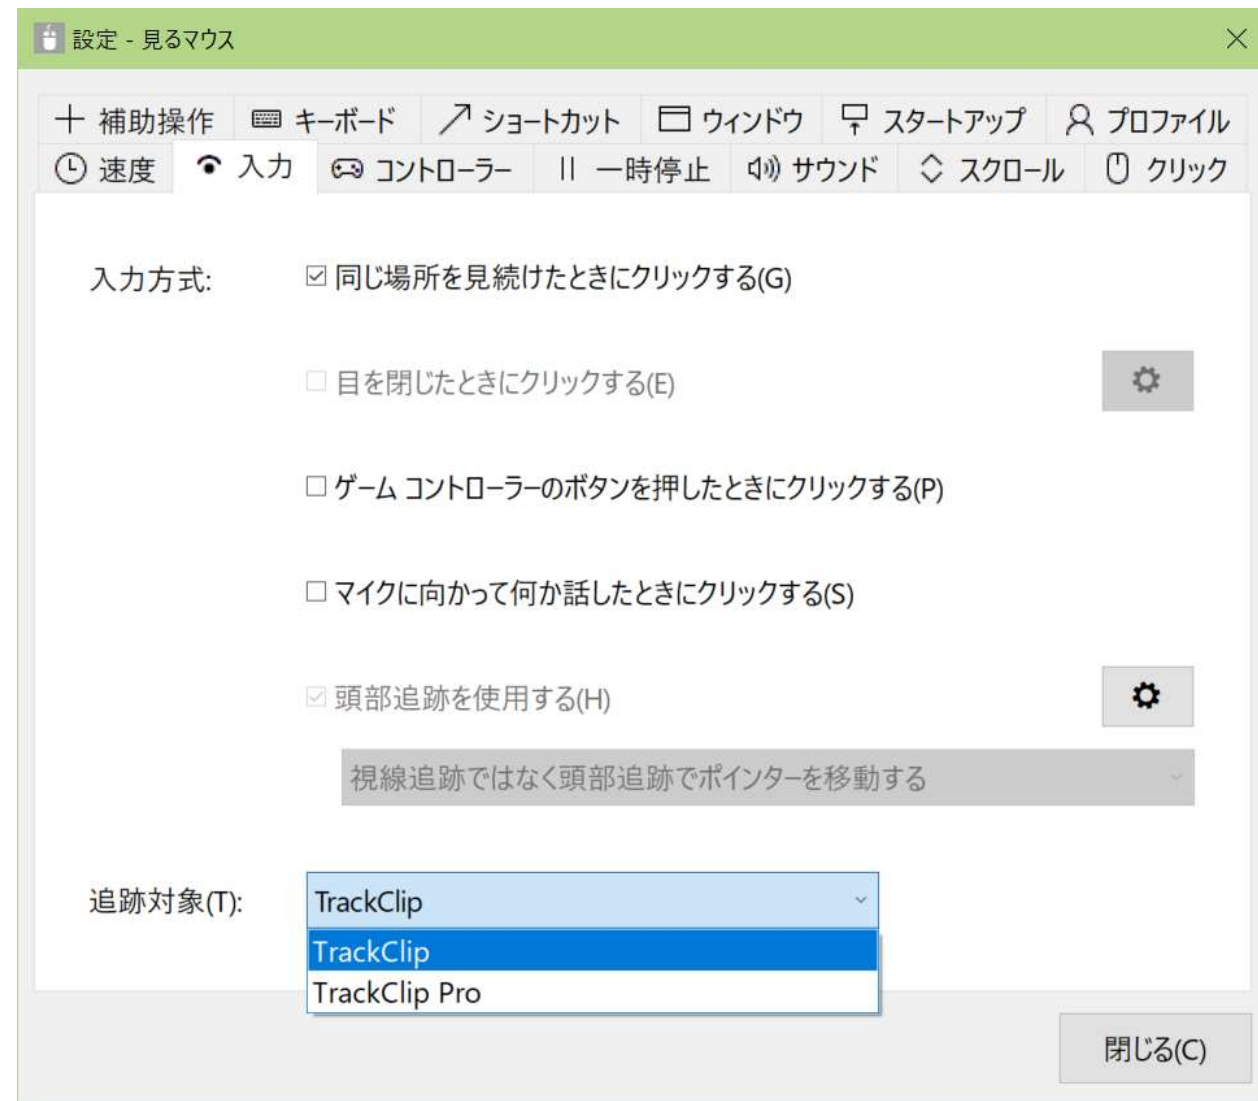 設定 - 見るマウス
補助操作 キーボード ショートカット ウィンドウ スタートアップ プロファイル
速度 入力 コントローラー 一時停止 サウンド スクロール クリック
入力方式: 同じ場所を見続けたときにクリックする(G)
目を閉じたときにクリックする(E)
ゲーム コントローラーのボタンを押したときにクリックする(P)
マイクに向かって何か話したときにクリックする(S)
頭部追跡を使用する(H)
視線追跡ではなく頭部追跡でポインターを移動する
追跡対象(T): TrackClip
TrackClip
TrackClip Pro
閉じる(C)